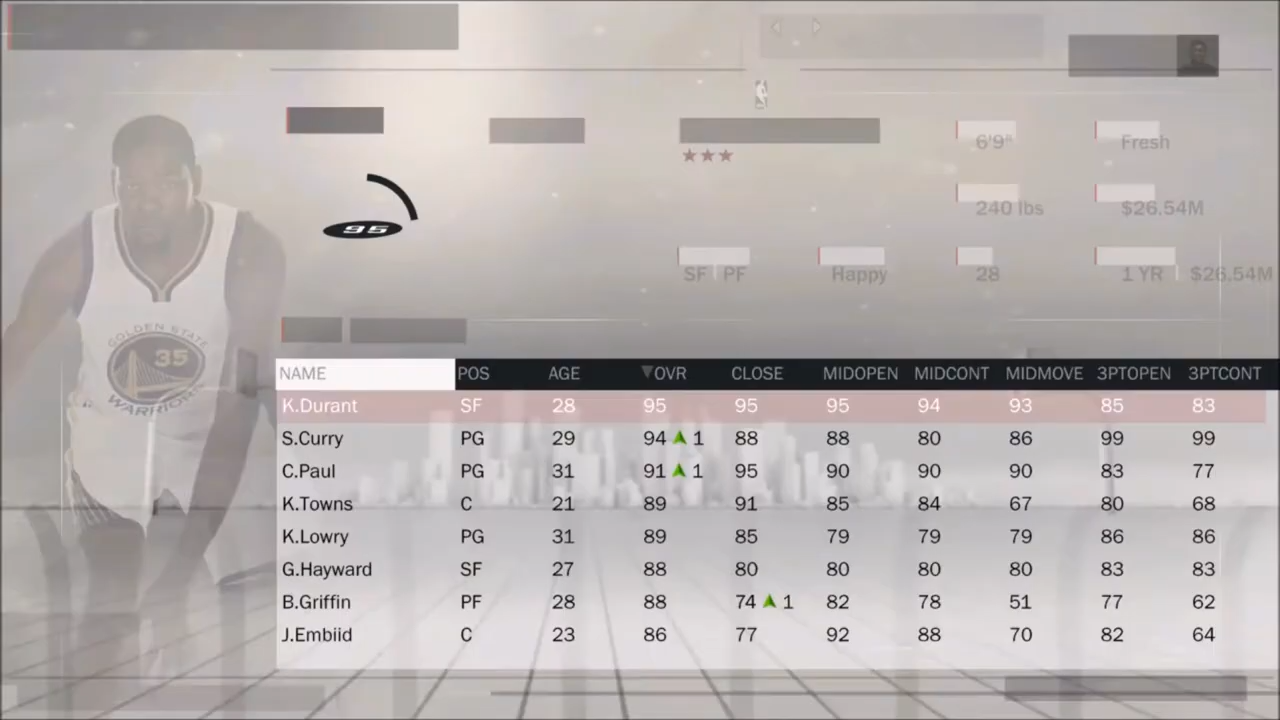 6'9"
Fresh
95
240 lbs
$26.54M
SF PF
Happy
28
1 YR
$26.54M
GOLDEN STATE
35
WARRIORS
NAME POS AGE OVR CLOSE MIDOPEN MIDCONT MIDMOVE 3PTOPEN 3PTCONT
K.Durant SF 28 95 95 95 94 93 85 83
S.Curry PG 29 94 1 88 88 80 86 99 99
C.Paul PG 31 91 1 95 90 90 90 83 77
K.Towns C 21 89 91 85 84 67 80 68
K.Lowry PG 31 89 85 79 79 79 86 86
G.Hayward SF 27 88 80 80 80 80 83 83
B.Griffin PF 28 88 74 1 82 78 51 77 62
J.Embiid C 23 86 77 92 88 70 82 64